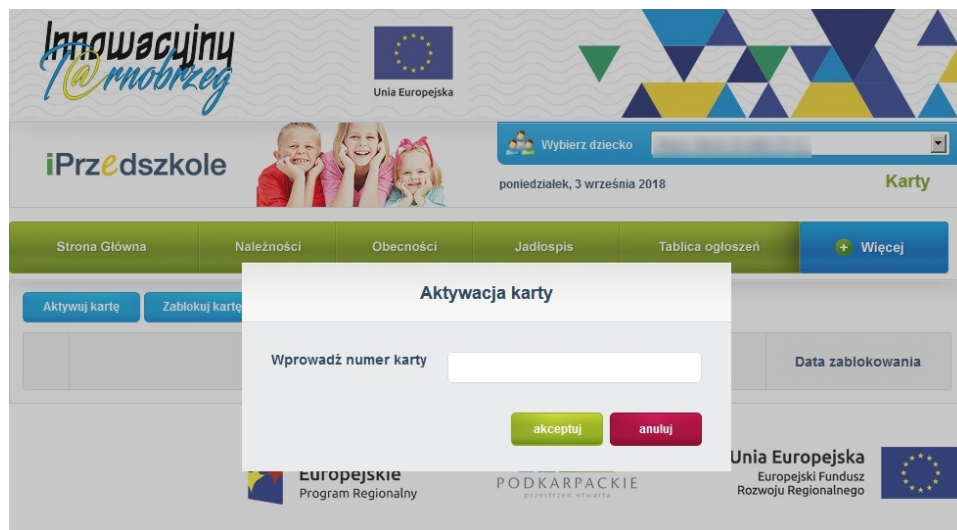 Innowacyjny
T@rnobrzeg
Unia Europejska
iPrzedszkole
Wybierz dziecko
poniedziałek, 3 września 2018
Karty
Strona Główna
Należności
Obecności
Jadłospis
Tablica ogłoszeń
+ Więcej
Aktywuj kartę
Zablokuj kartę
Aktywacja karty
Wprowadź numer karty
Data zablokowania
akceptuj
anuluj
Europejskie
Program Regionalny
PODKARPACKIE
przestrzeń otwarta
Unia Europejska
Europejski Fundusz
Rozwoju Regionalnego